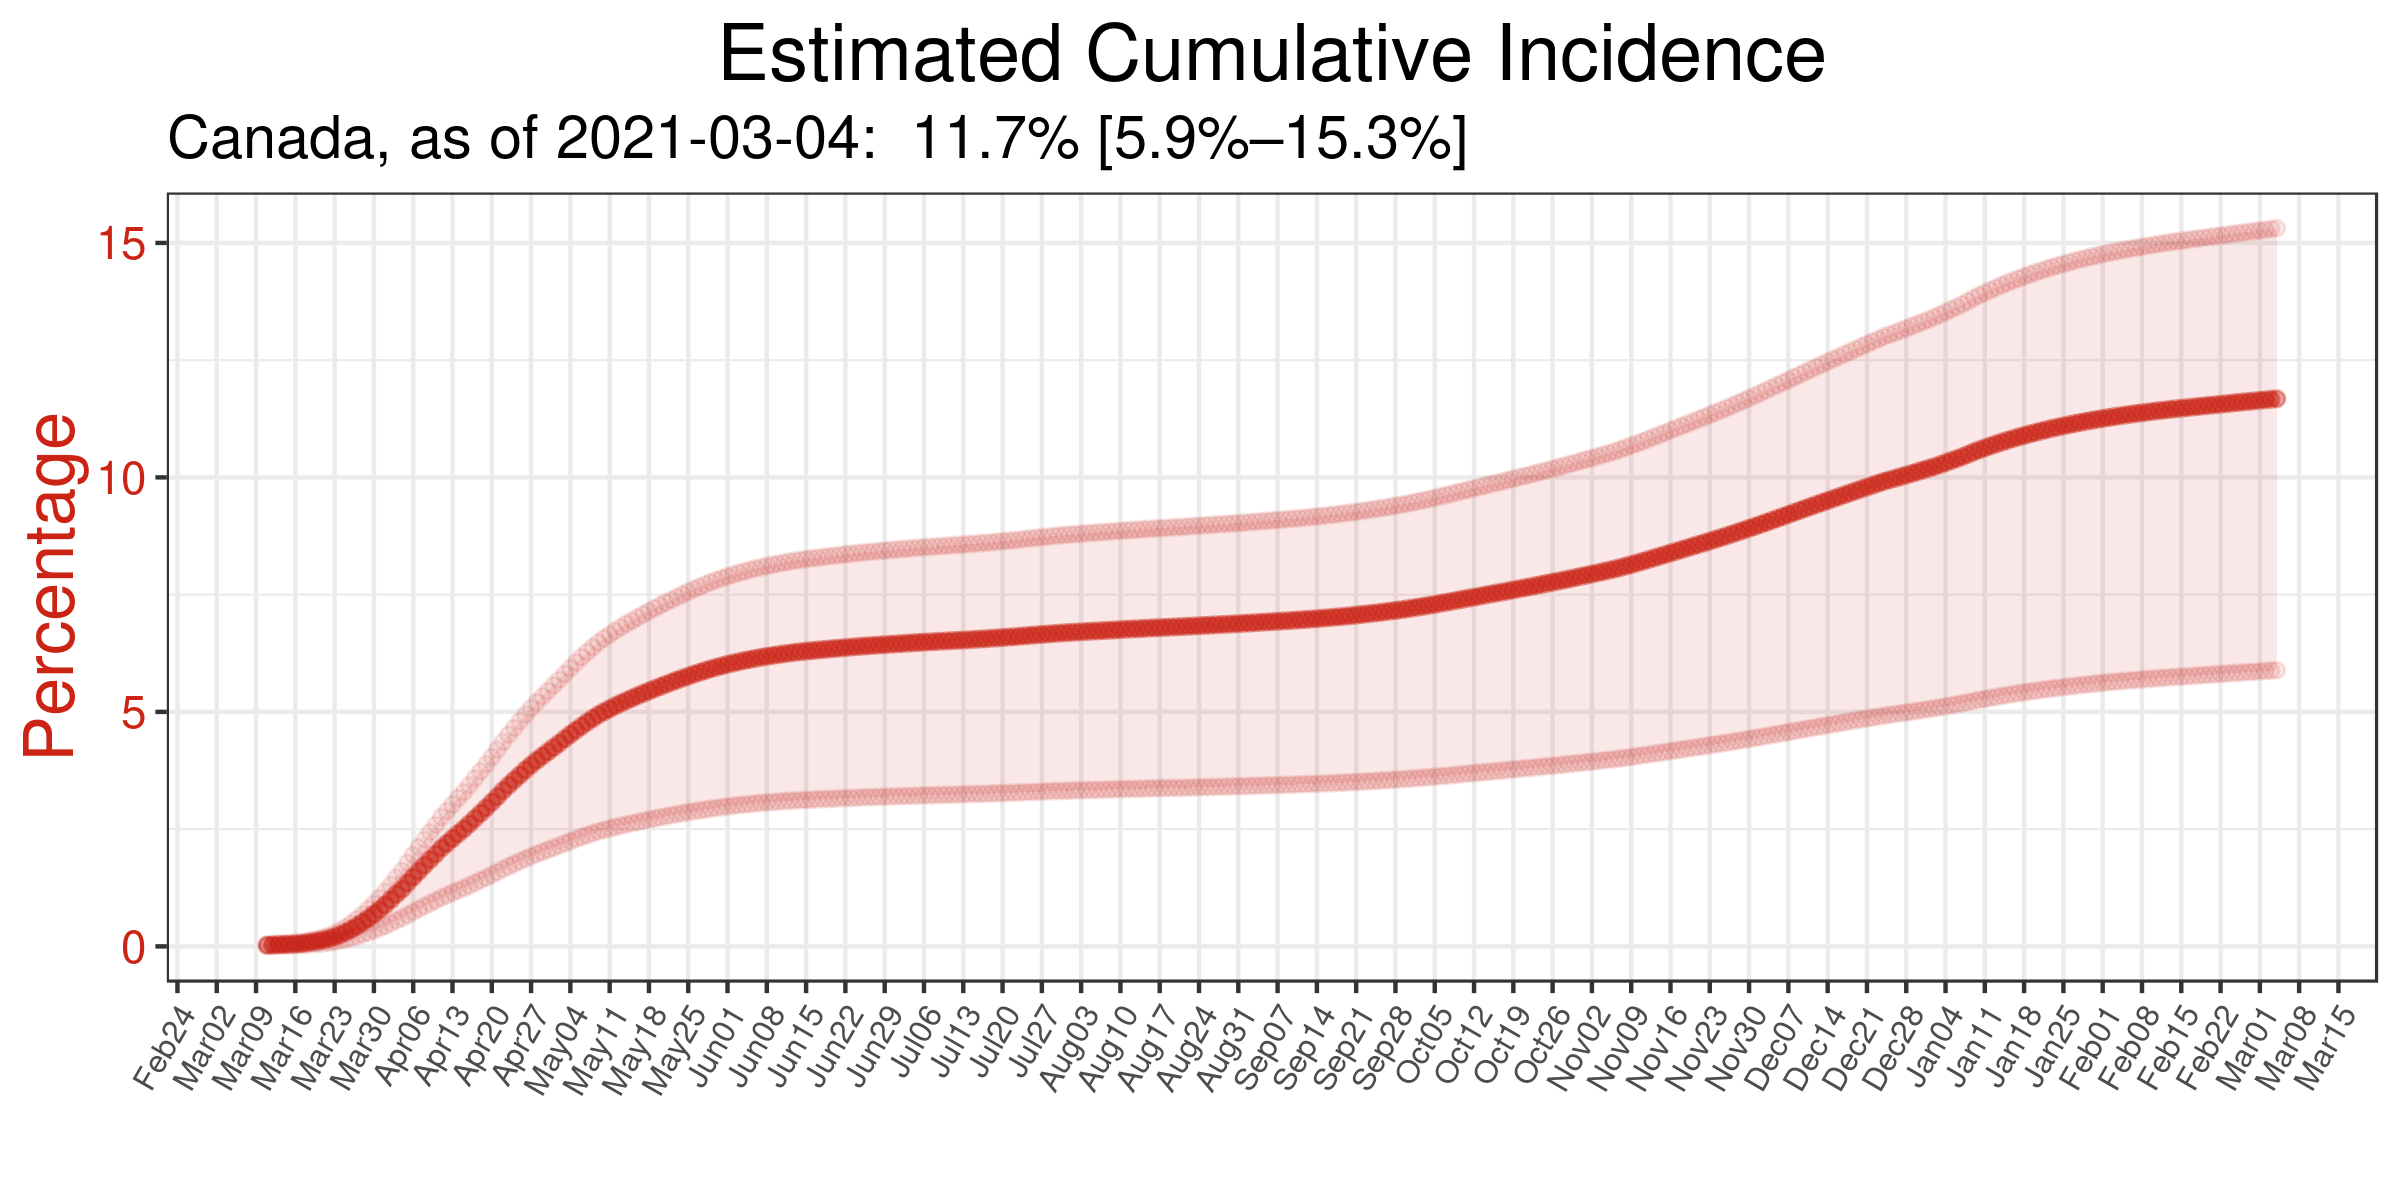 Estimated Cumulative Incidence
Canada, as of 2021-03-04:  11.7% [5.9%–15.3%]
Percentage
15
10
5
0
Feb24
Mar02
Mar09
Mar16
Mar23
Mar30
Apr06
Apr13
Apr20
Apr27
May04
May11
May18
May25
Jun01
Jun08
Jun15
Jun22
Jun29
Jul06
Jul13
Jul20
Jul27
Aug03
Aug10
Aug17
Aug24
Aug31
Sep07
Sep14
Sep21
Sep28
Oct05
Oct12
Oct19
Oct26
Nov02
Nov09
Nov16
Nov23
Nov30
Dec07
Dec14
Dec21
Dec28
Jan04
Jan11
Jan18
Jan25
Feb01
Feb08
Feb15
Feb22
Mar01
Mar08
Mar15